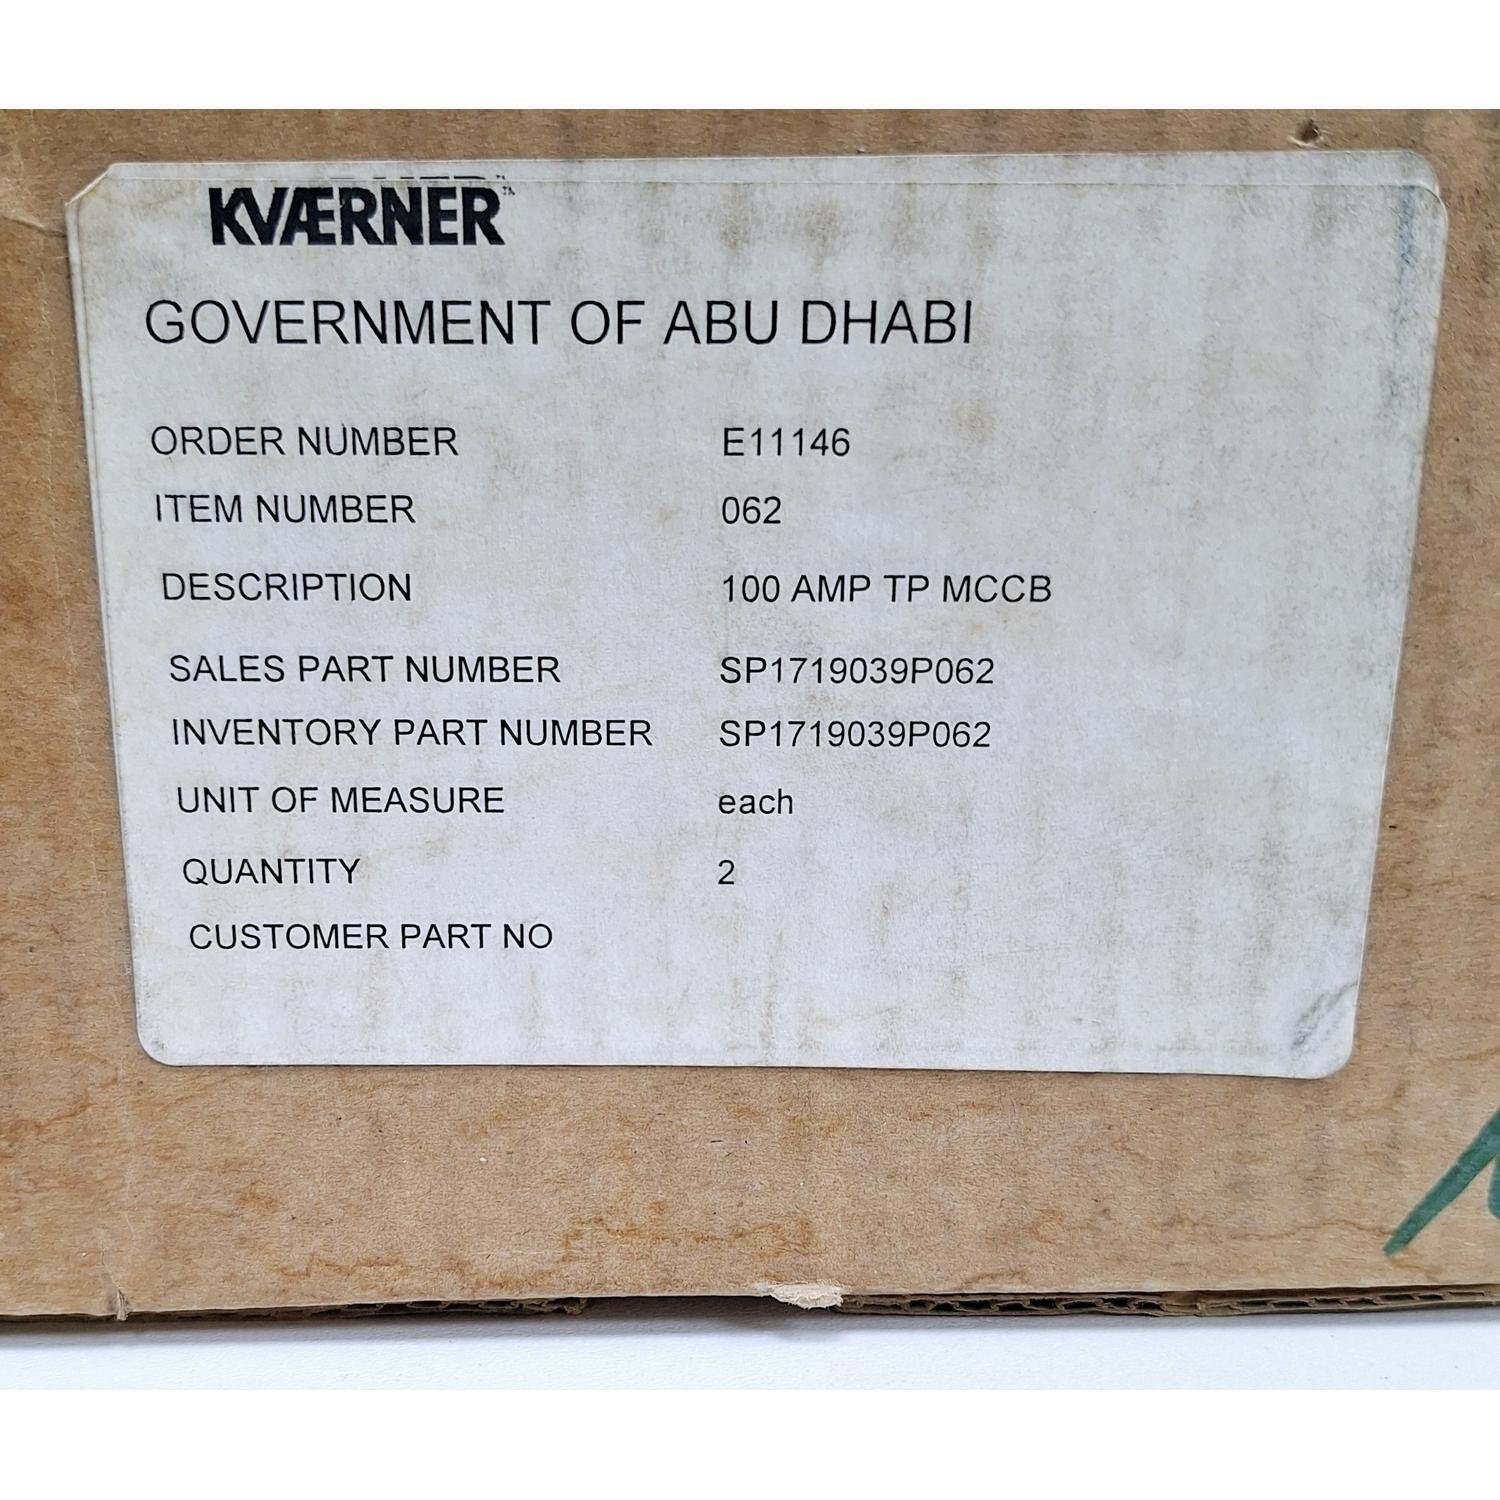 KVÆRNER™
GOVERNMENT OF ABU DHABI
ORDER NUMBER E11146
ITEM NUMBER 062
DESCRIPTION 100 AMP TP MCCB
SALES PART NUMBER SP1719039P062
INVENTORY PART NUMBER SP1719039P062
UNIT OF MEASURE each
QUANTITY 2
CUSTOMER PART NO